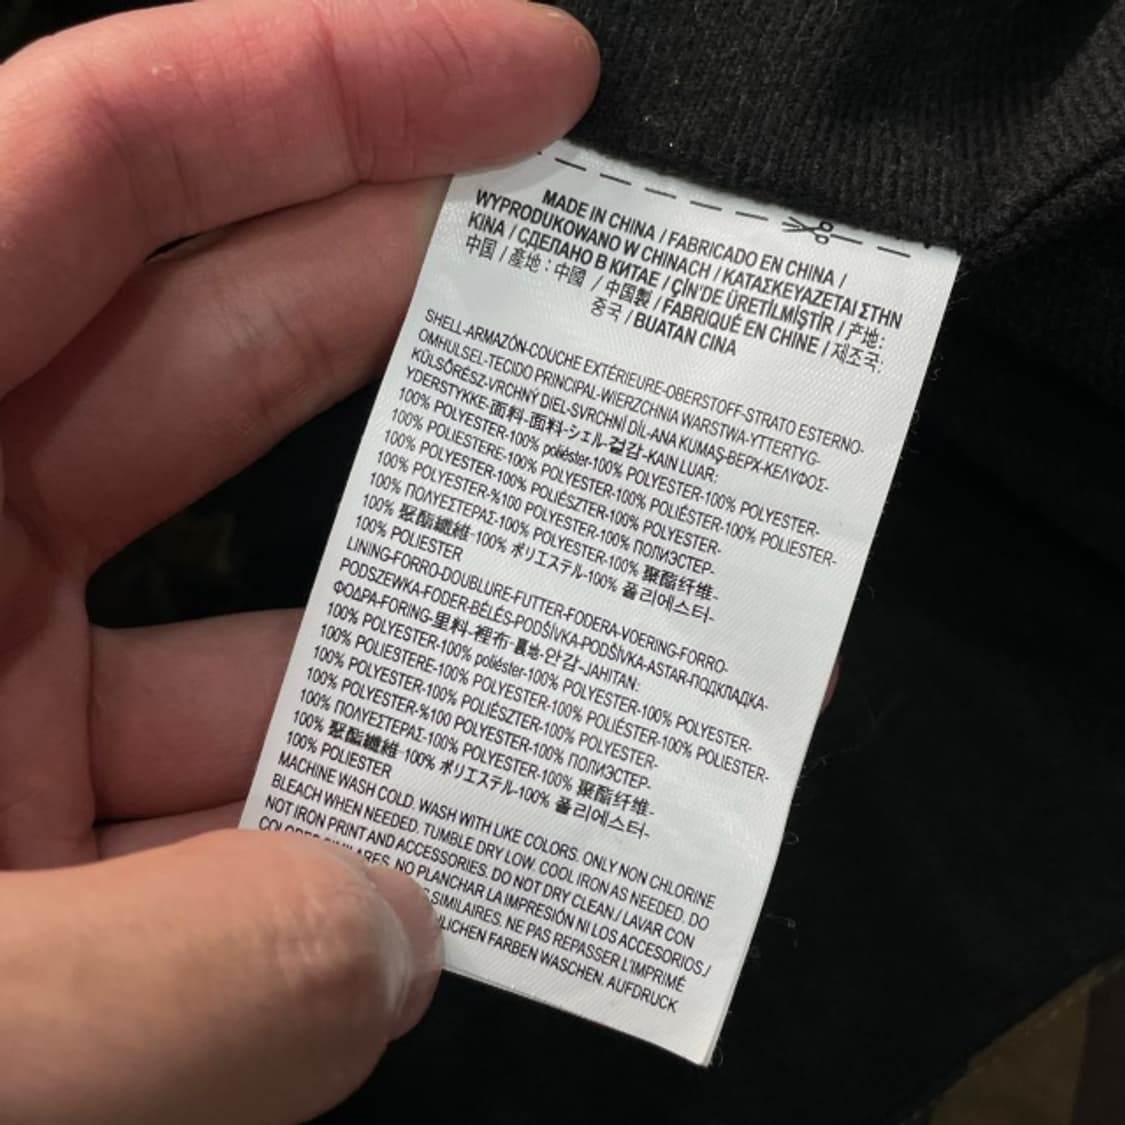 MADE IN CHINA / FABRICADO EN CHINA /
WYPRODUKOWANO W CHINACH / ΚΑΤΑΣΚΕΥΑΖΕΤΑΙ ΣΤΗΝ
ΚΙΝΑ / СДЕЛАНО В КИТАЕ / ÇİN'DE ÜRETİLMİŞTİR / 产地:
中国 / 產地:中國 / 中国製 / FABRIQUÉ EN CHINE / 제조국:
중국 / BUATAN CINA
SHELL-ARMAZÓN-COUCHE EXTÉRIEURE-OBERSTOFF-STRATO ESTERNO-
OMHULSEL-TECIDO PRINCIPAL-WIERZCHNIA WARSTWA-YTTERTYG-
KÜLSŐRÉSZ-VRCHNÝ DIEL-SVRCHNÍ DÍL-ANA KUMAŞ-ВЕРХ-ΚΕΛΥΦΟΣ-
YDERSTYKKE-面料-面料-シェル-겉감-KAIN LUAR:
100% POLYESTER-100% poliéster-100% POLYESTER-100% POLYESTER-
100% POLIESTERE-100% POLYESTER-100% POLIÉSTER-100% POLIESTER-
100% POLYESTER-100% POLIÉSZTER-100% POLYESTER-
100% POLYESTER-%100 POLYESTER-100% ПОЛИЭСТЕР-
100% ΠΟΛΥΕΣΤΕΡΑΣ-100% POLYESTER-100% 聚酯纤维-
100% 聚酯纖維-100% ポリエステル-100% 폴리에스터-
100% POLIESTER
LINING-FORRO-DOUBLURE-FUTTER-FODERA-VOERING-FORRO-
PODSZEWKA-FODER-BÉLÉS-PODŠÍVKA-PODŠÍVKA-ASTAR-ПОДКЛАДКА-
ΦΟΔΡΑ-FORING-里料-裡布-裏地-안감-JAHITAN:
100% POLYESTER-100% poliéster-100% POLYESTER-100% POLYESTER-
100% POLIESTERE-100% POLYESTER-100% POLIÉSTER-100% POLIESTER-
100% POLYESTER-100% POLIÉSZTER-100% POLYESTER-
100% POLYESTER-%100 POLYESTER-100% ПОЛИЭСТЕР-
100% ΠΟΛΥΕΣΤΕΡΑΣ-100% POLYESTER-100% 聚酯纤维-
100% 聚酯纖維-100% ポリエステル-100% 폴리에스터-
100% POLIESTER
MACHINE WASH COLD. WASH WITH LIKE COLORS. ONLY NON CHLORINE
BLEACH WHEN NEEDED. TUMBLE DRY LOW. COOL IRON AS NEEDED. DO
NOT IRON PRINT AND ACCESSORIES. DO NOT DRY CLEAN./ LAVAR CON
COLORES SIMILARES. NO PLANCHAR LA IMPRESIÓN NI LOS ACCESORIOS./
SIMILAIRES. NE PAS REPASSER L'IMPRIMÉ
FARBEN WASCHEN. AUFDRUCK